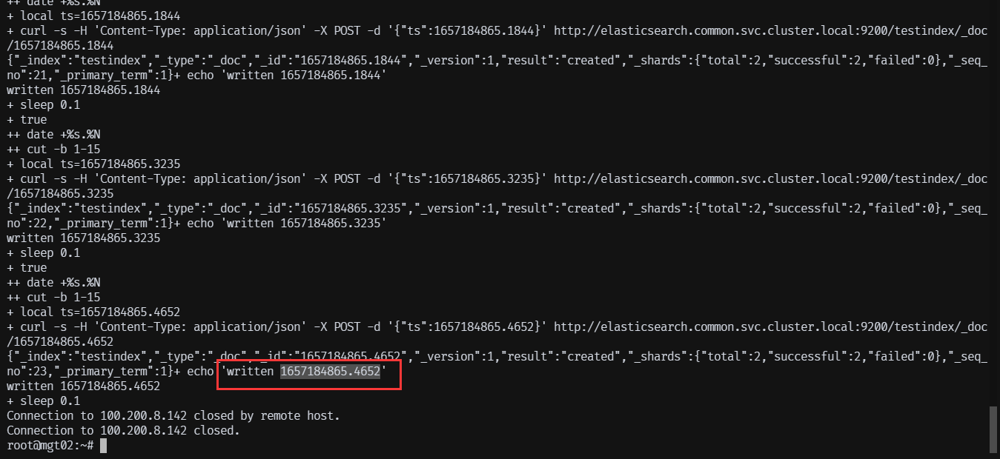 ++ date +%s.%N
+ local ts=1657184865.1844
+ curl -s -H 'Content-Type: application/json' -X POST -d '{"ts":1657184865.1844}' http://elasticsearch.common.svc.cluster.local:9200/testindex/_doc
/1657184865.1844
{"_index":"testindex","_type":"_doc","_id":"1657184865.1844","_version":1,"result":"created","_shards":{"total":2,"successful":2,"failed":0},"_seq_
no":21,"_primary_term":1}+ echo 'written 1657184865.1844'
written 1657184865.1844
+ sleep 0.1
+ true
++ date +%s.%N
++ cut -b 1-15
+ local ts=1657184865.3235
+ curl -s -H 'Content-Type: application/json' -X POST -d '{"ts":1657184865.3235}' http://elasticsearch.common.svc.cluster.local:9200/testindex/_doc
/1657184865.3235
{"_index":"testindex","_type":"_doc","_id":"1657184865.3235","_version":1,"result":"created","_shards":{"total":2,"successful":2,"failed":0},"_seq_
no":22,"_primary_term":1}+ echo 'written 1657184865.3235'
written 1657184865.3235
+ sleep 0.1
+ true
++ date +%s.%N
++ cut -b 1-15
+ local ts=1657184865.4652
+ curl -s -H 'Content-Type: application/json' -X POST -d '{"ts":1657184865.4652}' http://elasticsearch.common.svc.cluster.local:9200/testindex/_doc
/1657184865.4652
{"_index":"testindex","_type":"_doc","_id":"1657184865.4652","_version":1,"result":"created","_shards":{"total":2,"successful":2,"failed":0},"_seq_
no":23,"_primary_term":1}+ echo 'written 1657184865.4652'
written 1657184865.4652
+ sleep 0.1
Connection to 100.200.8.142 closed by remote host.
Connection to 100.200.8.142 closed.
root@mgt02:~#